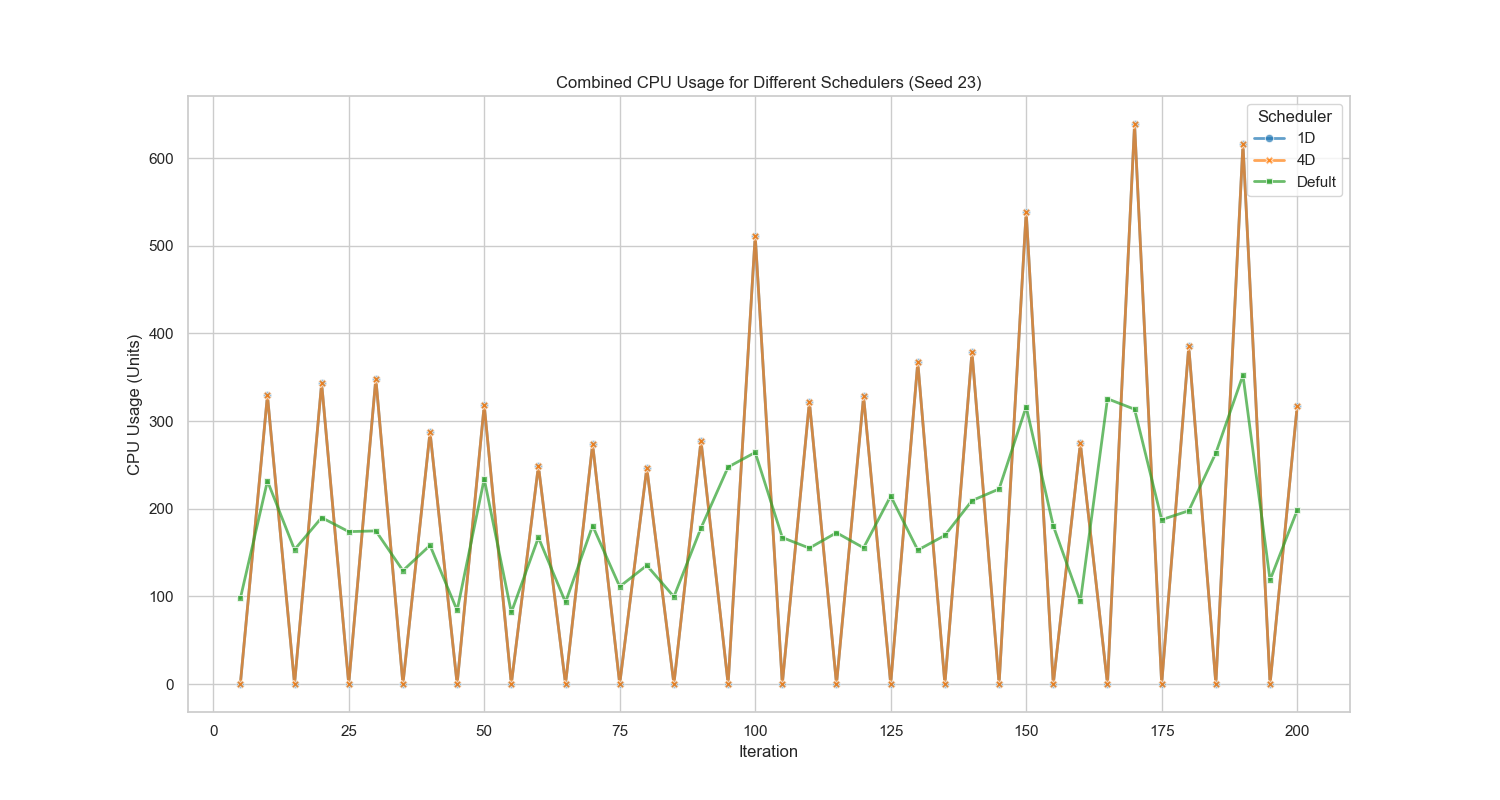 Combined CPU Usage for Different Schedulers (Seed 23)
Scheduler
1D
4D
Defult
CPU Usage (Units)
600
500
400
300
200
100
0
0 25 50 75 100 125 150 175 200
Iteration